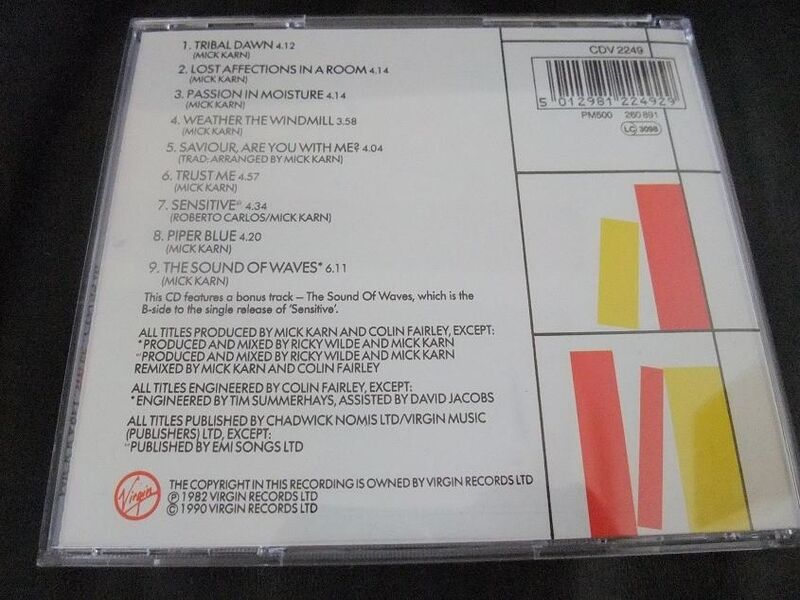 1. TRIBAL DAWN 4.12
(MICK KARN)
2. LOST AFFECTIONS IN A ROOM 4.14
(MICK KARN)
3. PASSION IN MOISTURE 4.14
(MICK KARN)
4. WEATHER THE WINDMILL 3.58
(MICK KARN)
5. SAVIOUR, ARE YOU WITH ME? 4.04
(TRAD: ARRANGED BY MICK KARN)
6. TRUST ME 4.57
(MICK KARN)
7. SENSITIVE** 4.34
(ROBERTO CARLOS/MICK KARN)
8. PIPER BLUE 4.20
(MICK KARN)
9. THE SOUND OF WAVES* 6.11
(MICK KARN)
This CD features a bonus track – The Sound Of Waves, which is the
B-side to the single release of 'Sensitive'.
ALL TITLES PRODUCED BY MICK KARN AND COLIN FAIRLEY, EXCEPT:
*PRODUCED AND MIXED BY RICKY WILDE AND MICK KARN
**PRODUCED AND MIXED BY RICKY WILDE AND MICK KARN
REMIXED BY MICK KARN AND COLIN FAIRLEY
ALL TITLES ENGINEERED BY COLIN FAIRLEY, EXCEPT:
*ENGINEERED BY TIM SUMMERHAYS, ASSISTED BY DAVID JACOBS
ALL TITLES PUBLISHED BY CHADWICK NOMIS LTD/VIRGIN MUSIC
(PUBLISHERS) LTD, EXCEPT:
**PUBLISHED BY EMI SONGS LTD
Virgin
THE COPYRIGHT IN THIS RECORDING IS OWNED BY VIRGIN RECORDS LTD
℗ 1982 VIRGIN RECORDS LTD
© 1990 VIRGIN RECORDS LTD
CDV 2249
5 012981 224929
PM500 260 891
LC 3098